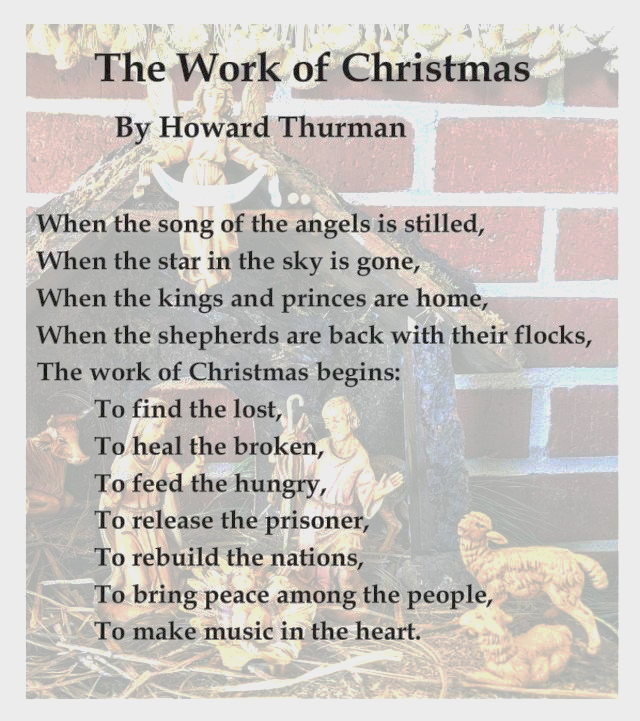 The Work of Christmas
By Howard Thurman
When the song of the angels is stilled,
When the star in the sky is gone,
When the kings and princes are home,
When the shepherds are back with their flocks,
The work of Christmas begins:
To find the lost,
To heal the broken,
To feed the hungry,
To release the prisoner,
To rebuild the nations,
To bring peace among the people,
To make music in the heart.